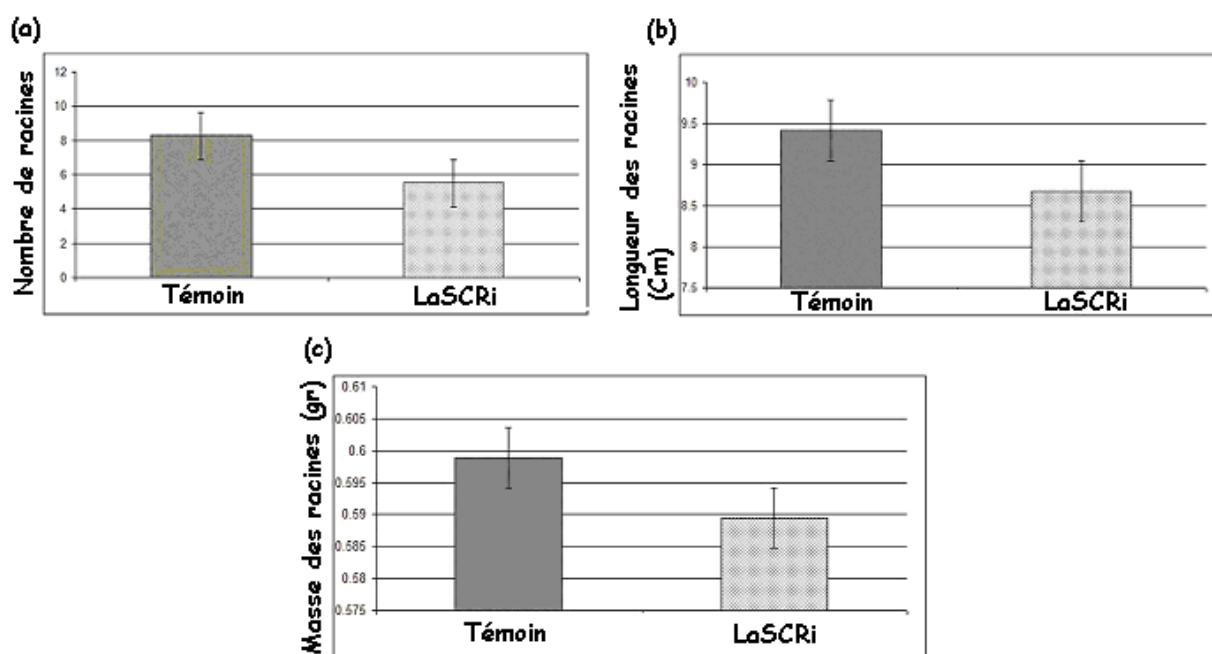 (a)
Nombre de racines
12
10
8
6
4
2
0
Témoin
LaSCRi
(b)
Longueur des racines
(Cm)
10
9.5
9
8.5
8
7.5
Témoin
LaSCRi
(c)
Masse des racines (gr)
0.61
0.605
0.6
0.595
0.59
0.585
0.58
0.575
Témoin
LaSCRi